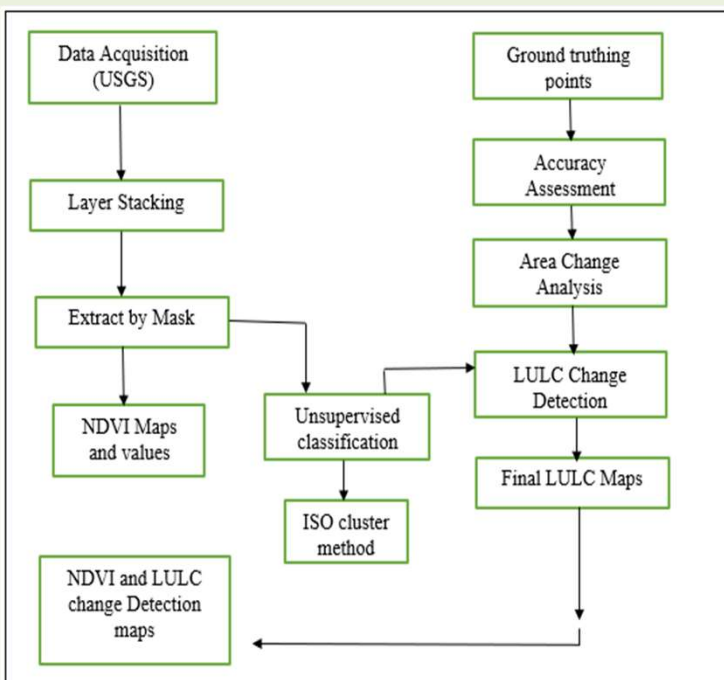 Data Acquisition
(USGS)
Layer Stacking
Extract by Mask
NDVI Maps
and values
Unsupervised
classification
ISO cluster
method
Ground truthing
points
Accuracy
Assessment
Area Change
Analysis
LULC Change
Detection
Final LULC Maps
NDVI and LULC
change Detection
maps